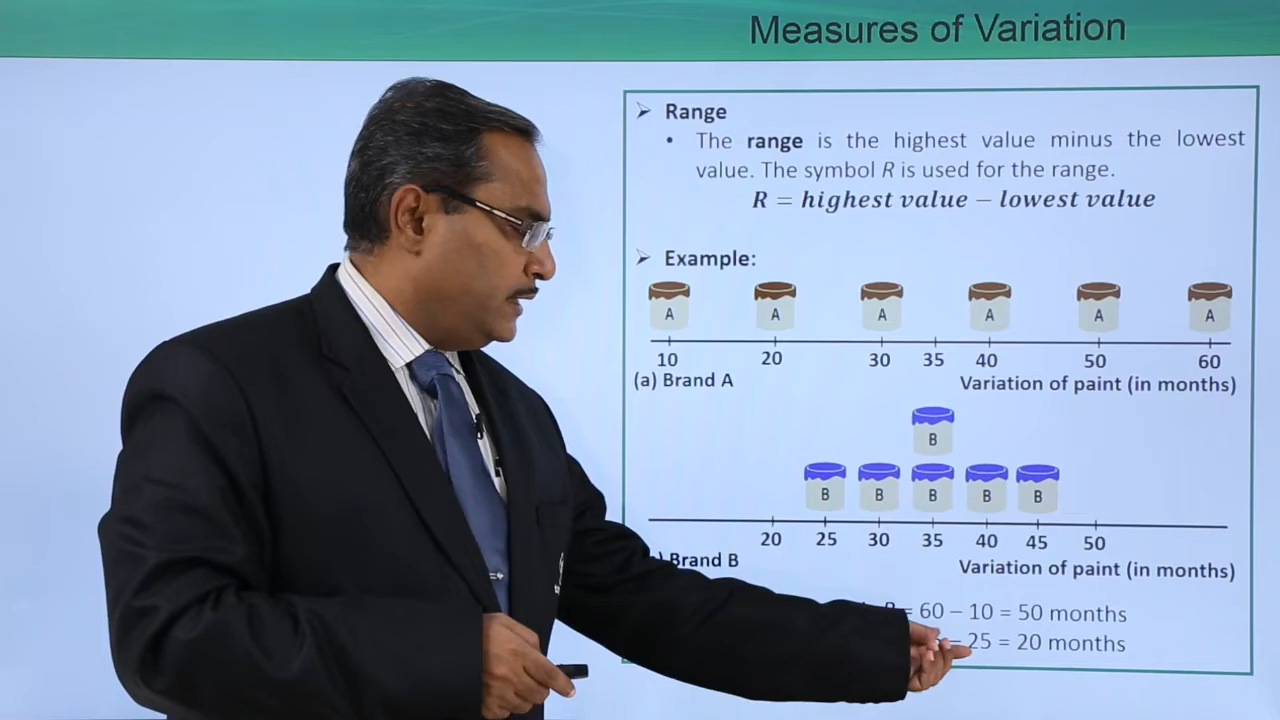 Measures of Variation
➢ Range
• The range is the highest value minus the lowest
value. The symbol R is used for the range.
R = highest value − lowest value
➢ Example:
A A A A A A
10 20 30 35 40 50 60
(a) Brand A Variation of paint (in months)
B
B B B B B
20 25 30 35 40 45 50
) Brand B Variation of paint (in months)
= 60 − 10 = 50 months
− 25 = 20 months